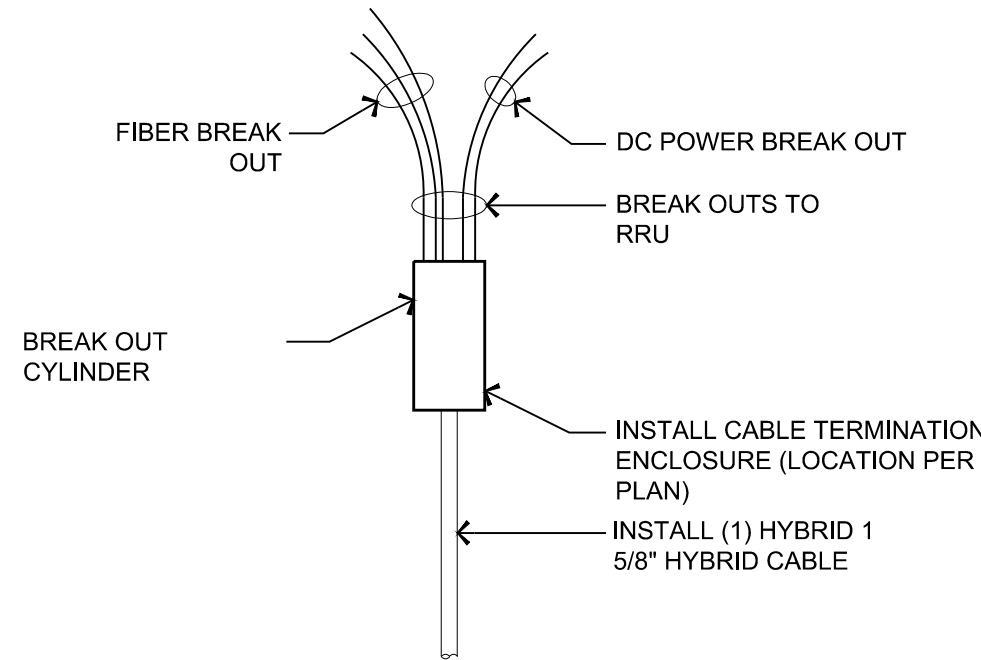 FIBER BREAK
OUT
DC POWER BREAK OUT
BREAK OUTS TO
RRU
BREAK OUT
CYLINDER
INSTALL CABLE TERMINATION
ENCLOSURE (LOCATION PER
PLAN)
INSTALL (1) HYBRID 1
5/8" HYBRID CABLE